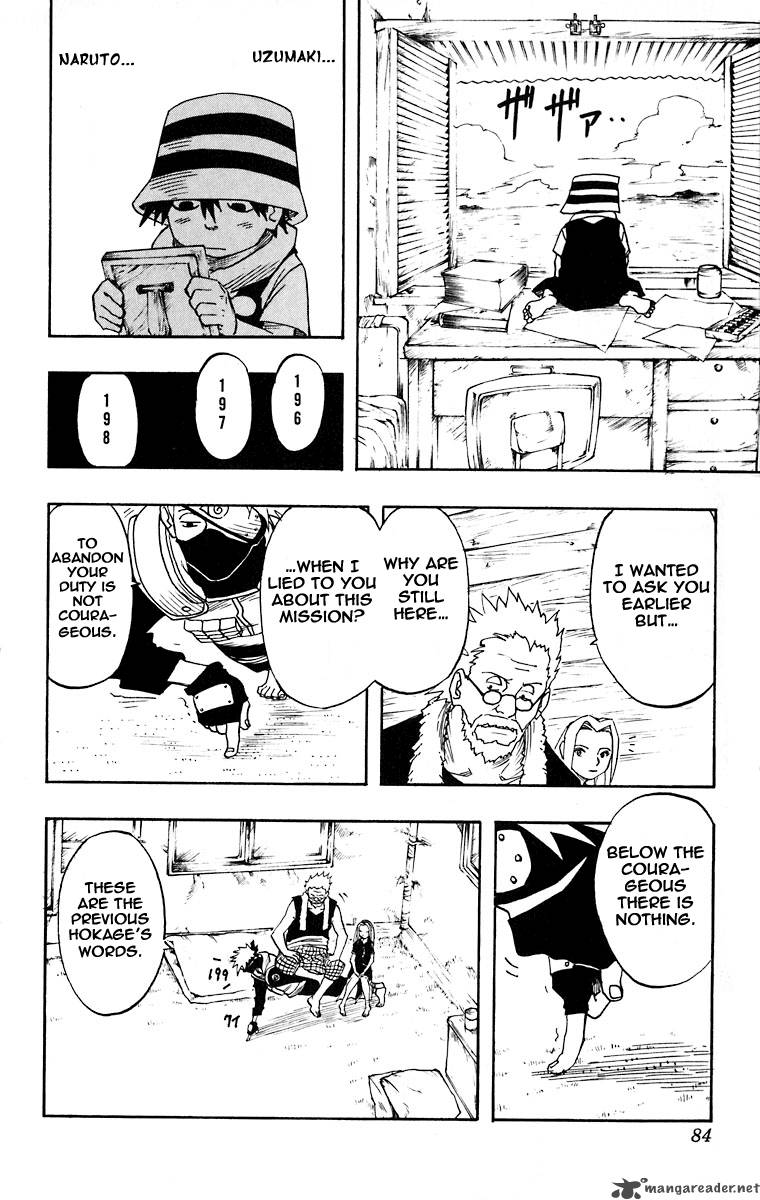 ザザァ・・
UZUMAKI...
NARUTO...
196
197
198
I WANTED
TO ASK YOU
EARLIER
BUT...
WHY ARE
YOU
STILL
HERE...
...WHEN I
LIED TO YOU
ABOUT THIS
MISSION?
TO
ABANDON
YOUR
DUTY IS
NOT
COURA-
GEOUS.
BELOW THE
COURA-
GEOUS
THERE IS
NOTHING.
THESE
ARE THE
PREVIOUS
HOKAGE'S
WORDS.
199
クイ
84
mangareader.net